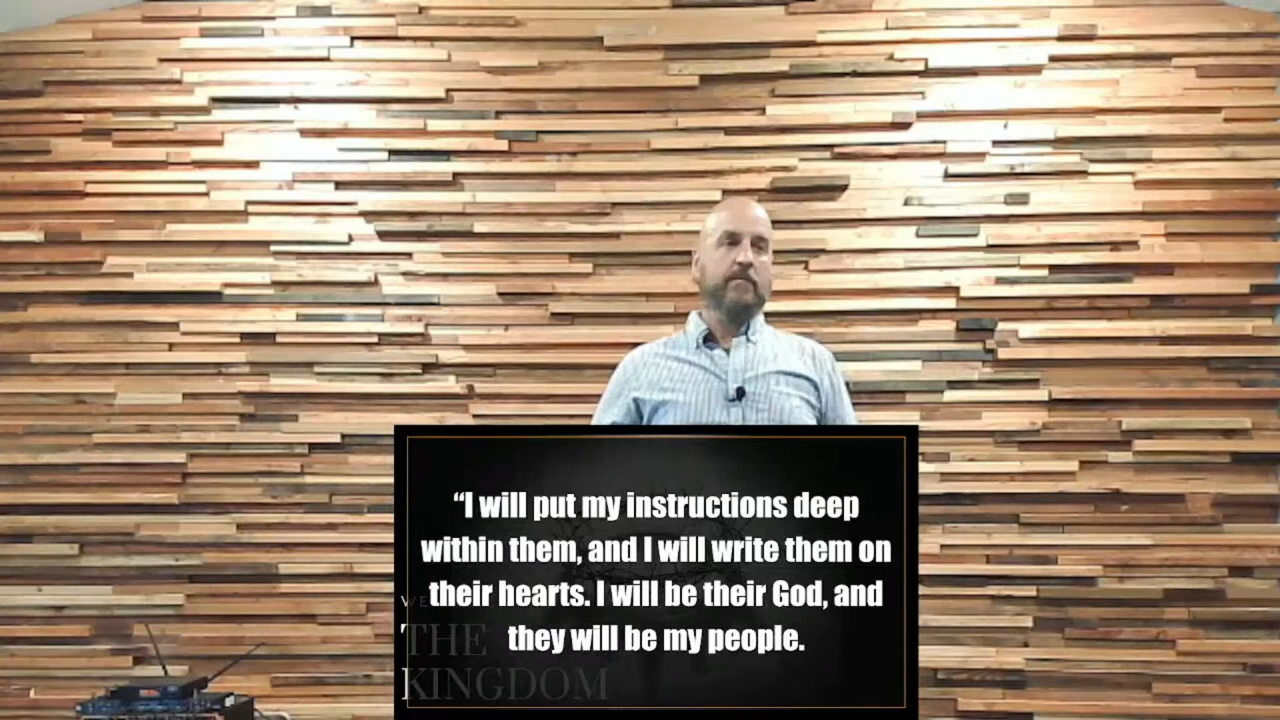 “I will put my instructions deep
within them, and I will write them on
their hearts. I will be their God, and
they will be my people.
THE
KINGDOM